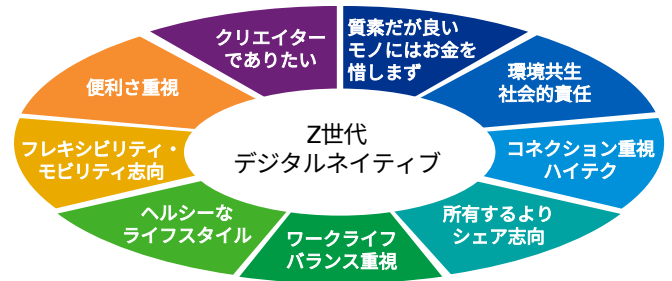 Z世代
デジタルネイティブ
質素だが良い
モノにはお金を
惜しまず
環境共生
社会的責任
コネクション重視
ハイテク
所有するより
シェア志向
ワークライフ
バランス重視
ヘルシーな
ライフスタイル
フレキシビリティ・
モビリティ志向
便利さ重視
クリエイター
でありたい